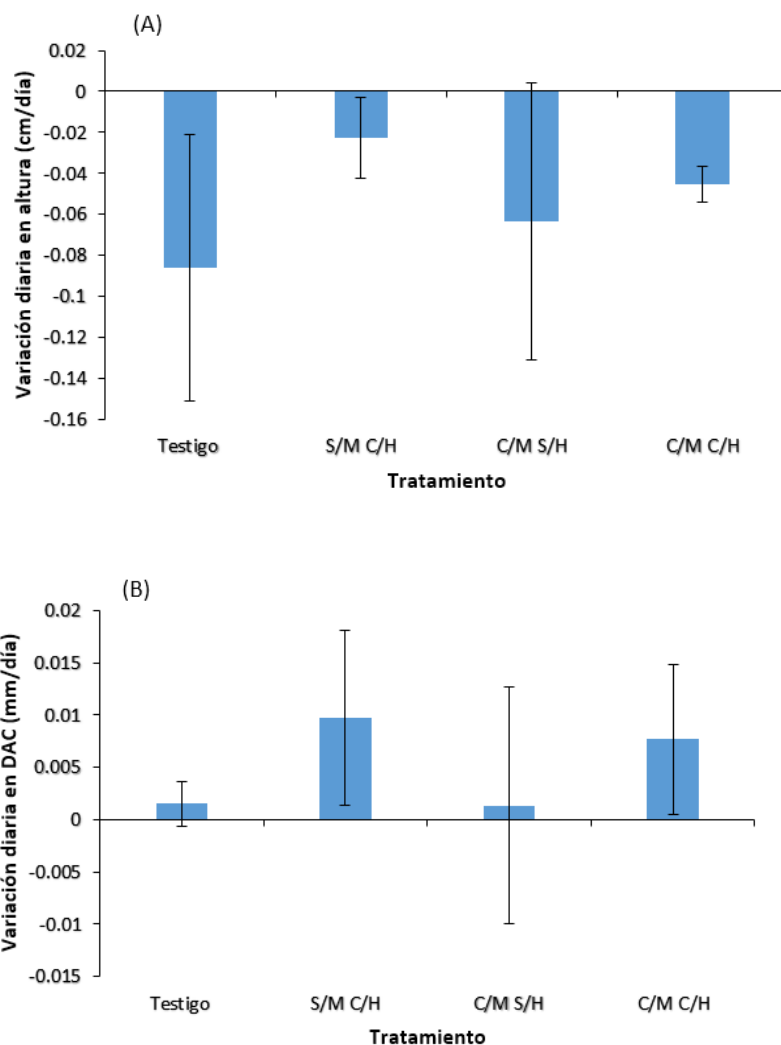 (A)
Variación diaria en altura (cm/día)
0.02
0
-0.02
-0.04
-0.06
-0.08
-0.1
-0.12
-0.14
-0.16
Testigo S/M C/H C/M S/H C/M C/H
Tratamiento
(B)
Variación diaria en DAC (mm/día)
0.02
0.015
0.01
0.005
0
-0.005
-0.01
-0.015
Testigo S/M C/H C/M S/H C/M C/H
Tratamiento